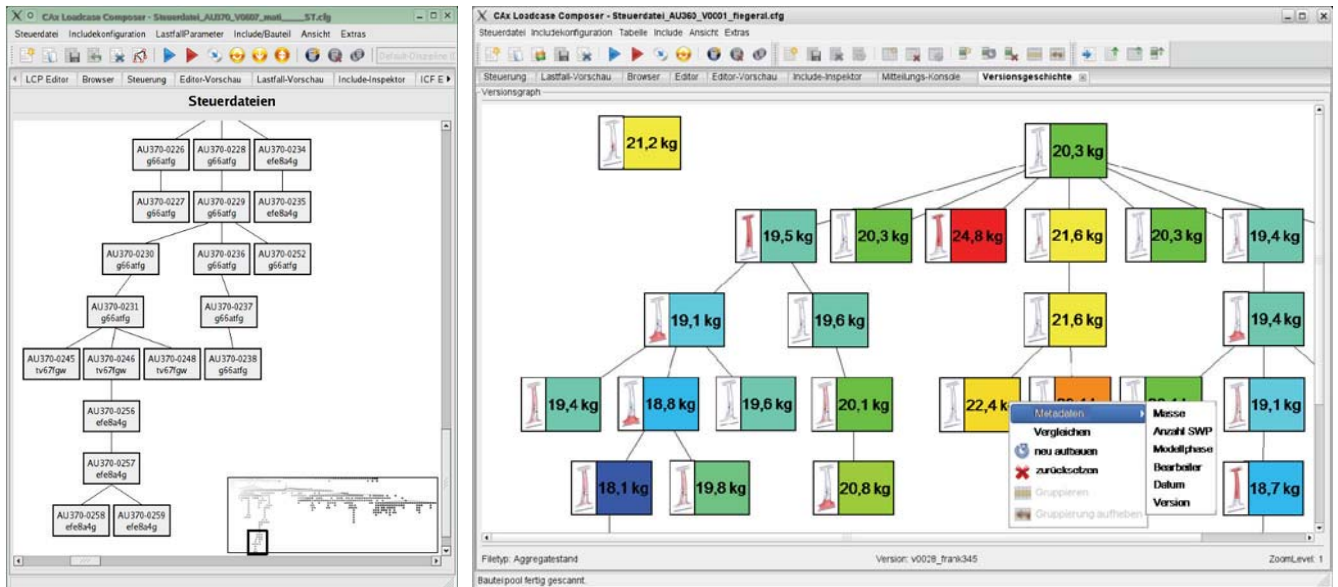 CAx Loadcase Composer - Steuerdatei_AU370_V0007_mati____ST.cfg
Steuerdatei Includekonfiguration LastfallParameter Include/Bauteil Ansicht Extras
LCP Editor Browser Steuerung Editor-Vorschau Lastfall-Vorschau Include-Inspektor ICF E
Steuerdateien
AU370-0226 AU370-0228 AU370-0234
g66atfg g66atfg efe8a4g
AU370-0227 AU370-0229 AU370-0235
g66atfg g66atfg efe8a4g
AU370-0230 AU370-0236 AU370-0252
g66atfg g66atfg g66atfg
AU370-0231 AU370-0237
g66atfg g66atfg
AU370-0245 AU370-0246 AU370-0248 AU370-0238
tv67fgw tv67fgw tv67fgw g66atfg
AU370-0256
efe8a4g
AU370-0257
efe8a4g
AU370-0258 AU370-0259
efe8a4g efe8a4g
CAx Loadcase Composer - Steuerdatei_AU360_V0001_fiegeral.cfg
Steuerdatei Includekonfiguration Tabelle Include Ansicht Extras
Steuerung Lastfall-Vorschau Browser Editor Editor-Vorschau Include-Inspektor Mitteilungs-Konsole Versionsgeschichte
Versionsgraph
21,2 kg 20,3 kg
19,5 kg 20,3 kg 24,8 kg 21,6 kg 20,3 kg 19,4 kg
19,1 kg 19,6 kg 21,6 kg 19,4 kg
19,4 kg 18,8 kg 19,6 kg 20,1 kg 22,4 k 19,1 kg
Metadaten Masse
Vergleichen Anzahl SWP
neu aufbauen Modellphase
zurücksetzen Bearbeiter
Gruppieren Datum
Gruppierung aufheben Version
18,1 kg 19,8 kg 20,8 kg 18,7 kg
Filetyp: Aggregatestand Version: v0028_frank345 ZoomLevel: 1
Bauteilpool fertig gescannt.